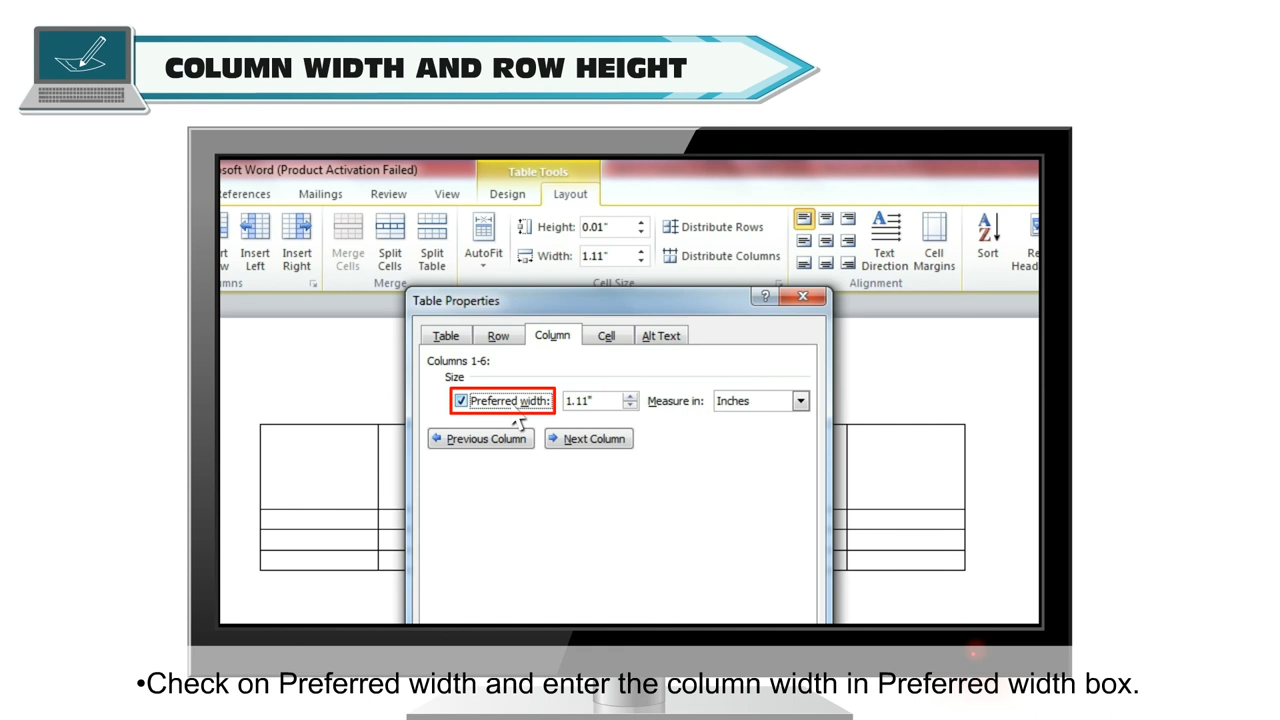 COLUMN WIDTH AND ROW HEIGHT
osoft Word (Product Activation Failed)
Table Tools
eferences Mailings Review View Design Layout
Height: 0.01"
Distribute Rows
Width: 1.11"
Distribute Columns
Insert Left
Insert Right
Merge Cells
Split Cells
Split Table
AutoFit
Text Direction
Cell Margins
Sort
Head
mns
Merge
Cell Size
Alignment
Table Properties
? x
Table Row Column Cell Alt Text
Columns 1-6:
Size
Preferred width: 1.11" Measure in: Inches
Previous Column Next Column
•Check on Preferred width and enter the column width in Preferred width box.